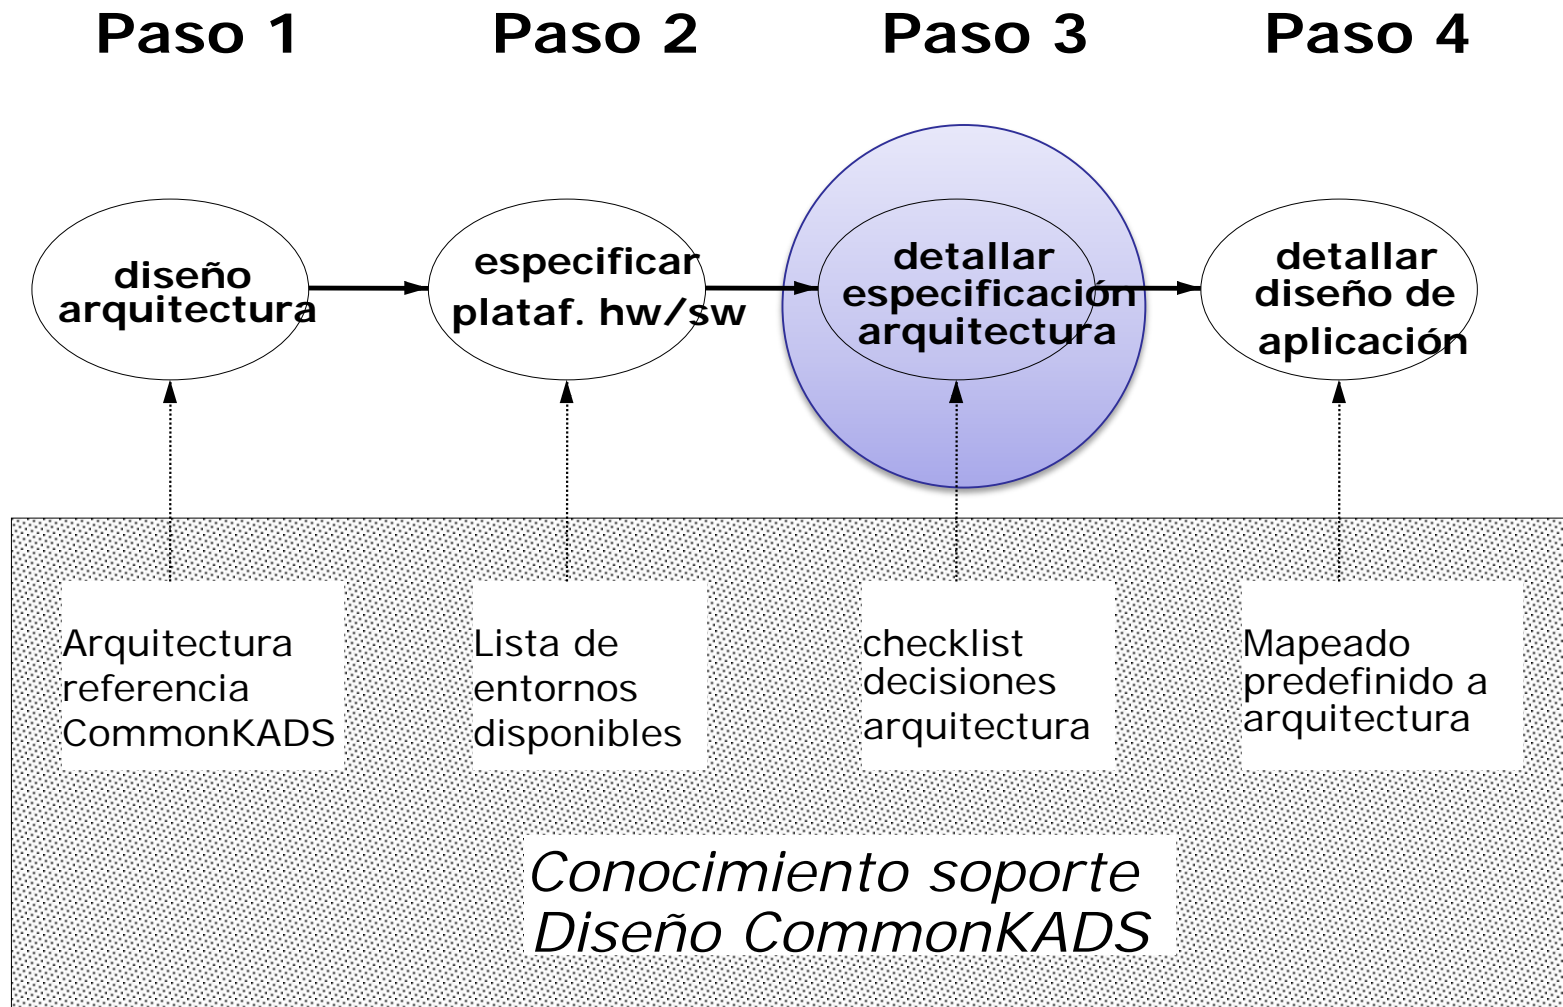 Paso 1
Paso 2
Paso 3
Paso 4
diseño
arquitectura
especificar
plataf. hw/sw
detallar
especificación
arquitectura
detallar
diseño de
aplicación
Arquitectura
referencia
CommonKADS
Lista de
entornos
disponibles
checklist
decisiones
arquitectura
Mapeado
predefinido a
arquitectura
Conocimiento soporte
Diseño CommonKADS